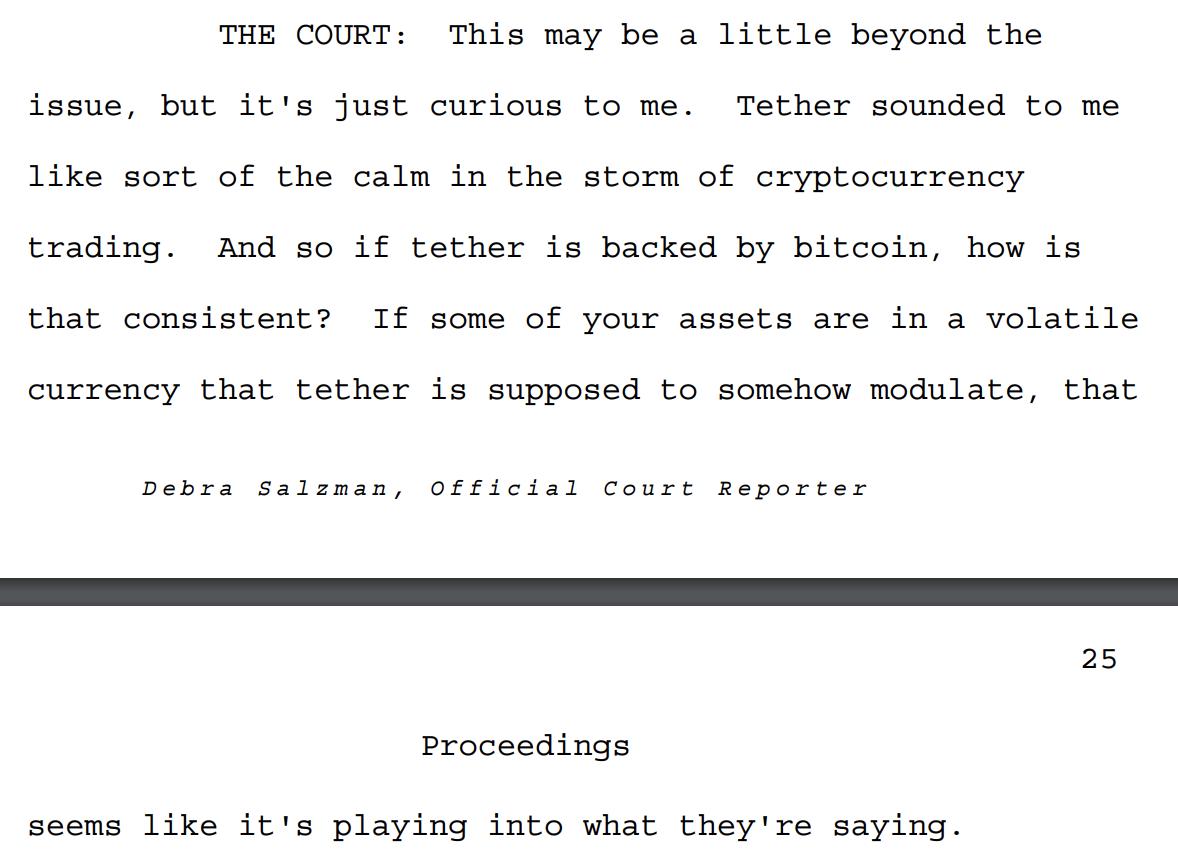 THE COURT:  This may be a little beyond the
issue, but it's just curious to me.  Tether sounded to me
like sort of the calm in the storm of cryptocurrency
trading.  And so if tether is backed by bitcoin, how is
that consistent?  If some of your assets are in a volatile
currency that tether is supposed to somehow modulate, that
Debra Salzman, Official Court Reporter
25
Proceedings
seems like it's playing into what they're saying.